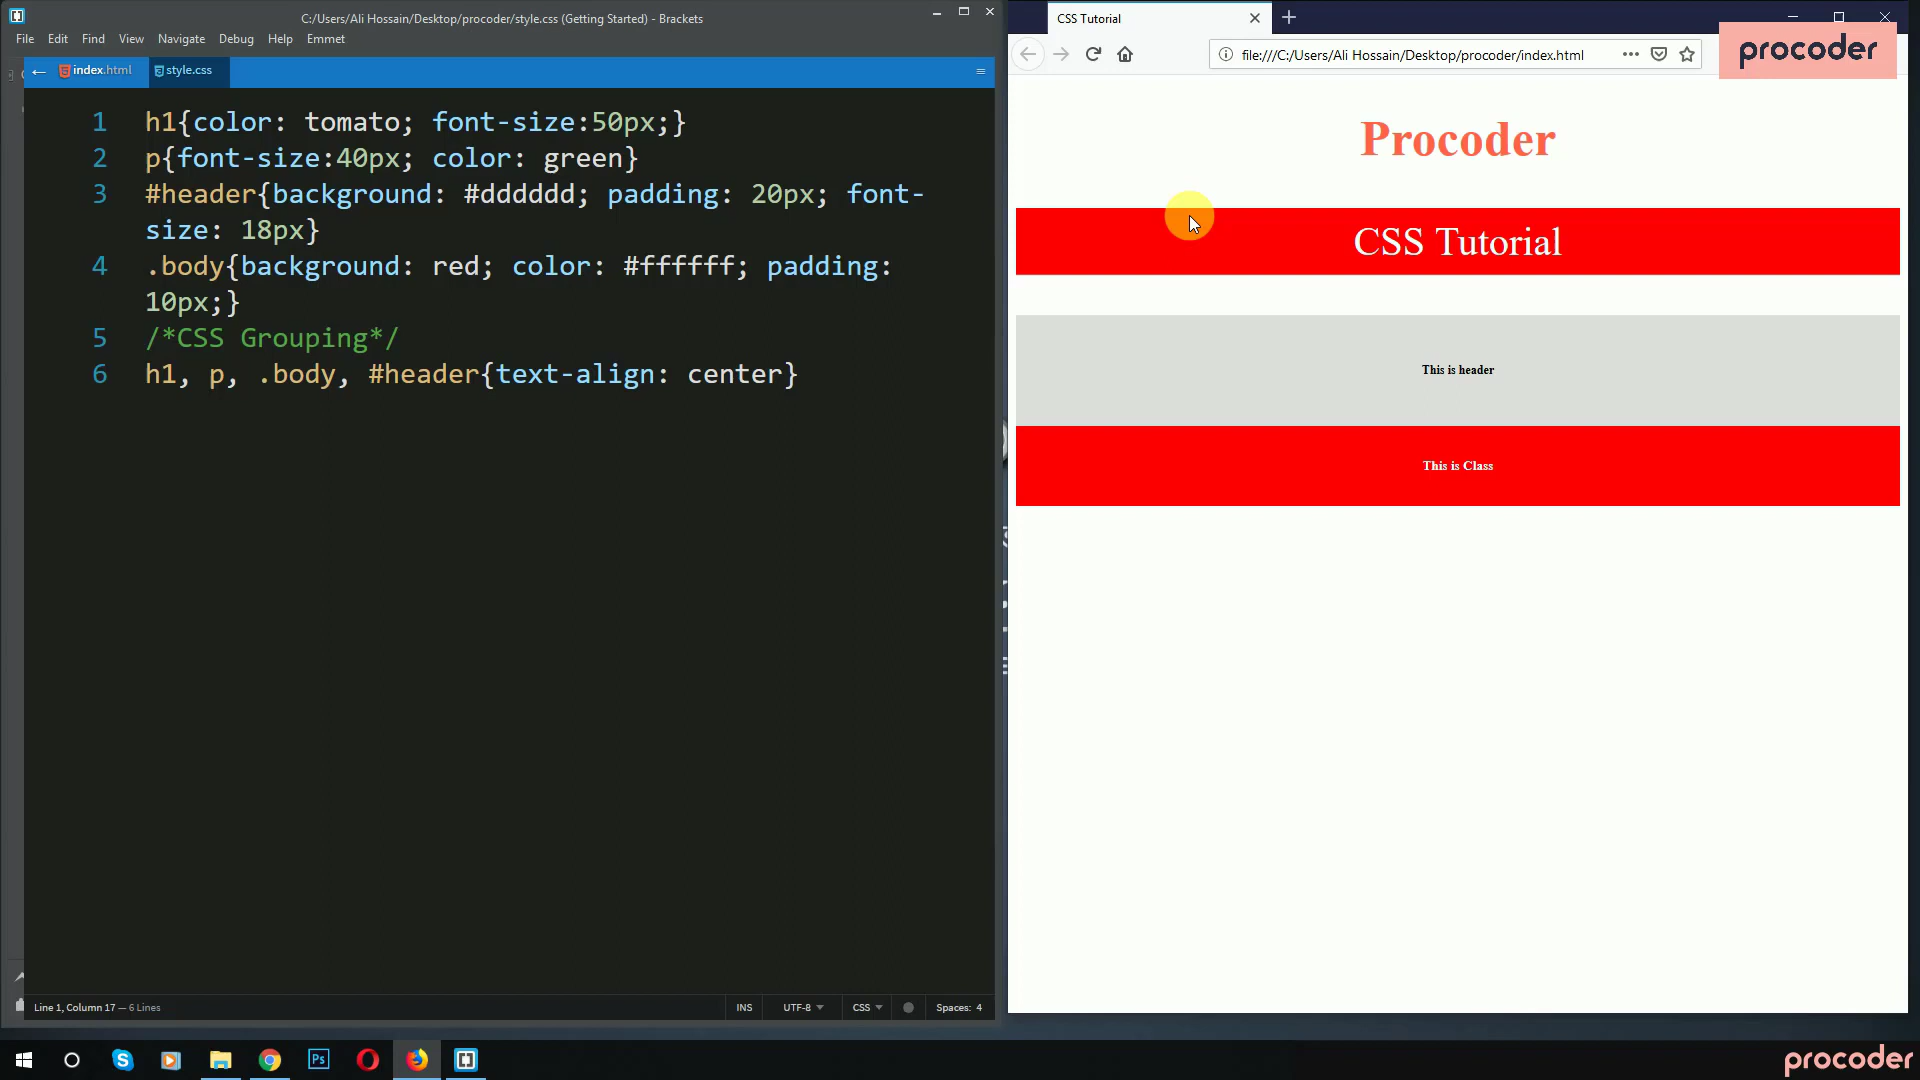 C:/Users/Ali Hossain/Desktop/procoder/style.css (Getting Started) - Brackets
File Edit Find View Navigate Debug Help Emmet
index.html style.css
1 h1{color: tomato; font-size:50px;}
2 p{font-size:40px; color: green}
3 #header{background: #dddddd; padding: 20px; font-
size: 18px}
4 .body{background: red; color: #ffffff; padding:
10px;}
5 /*CSS Grouping*/
6 h1, p, .body, #header{text-align: center}
Line 1, Column 17 — 6 Lines
INS UTF-8 CSS Spaces: 4
CSS Tutorial
file:///C:/Users/Ali Hossain/Desktop/procoder/index.html
procoder
Procoder
CSS Tutorial
This is header
This is Class
Ps
procoder